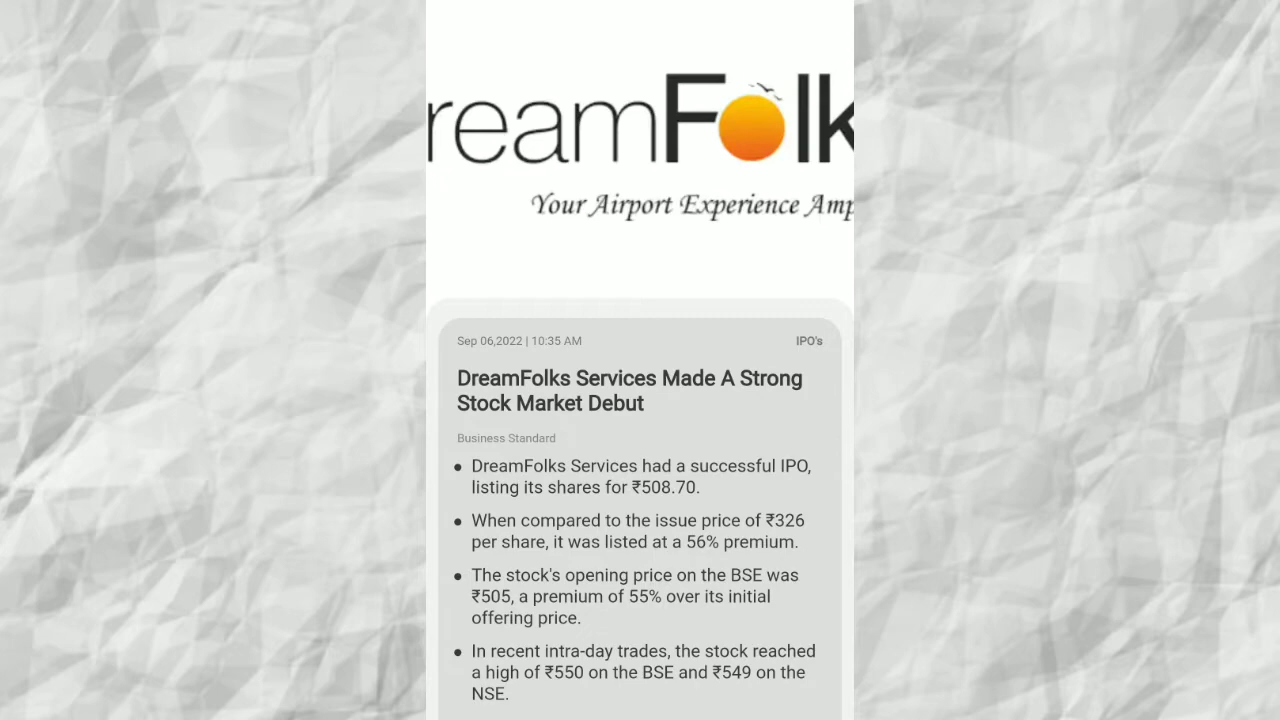 reamFolk
Your Airport Experience Amp
Sep 06,2022 | 10:35 AM
IPO's
DreamFolks Services Made A Strong
Stock Market Debut
Business Standard
• DreamFolks Services had a successful IPO,
listing its shares for ₹508.70.
• When compared to the issue price of ₹326
per share, it was listed at a 56% premium.
• The stock's opening price on the BSE was
₹505, a premium of 55% over its initial
offering price.
• In recent intra-day trades, the stock reached
a high of ₹550 on the BSE and ₹549 on the
NSE.